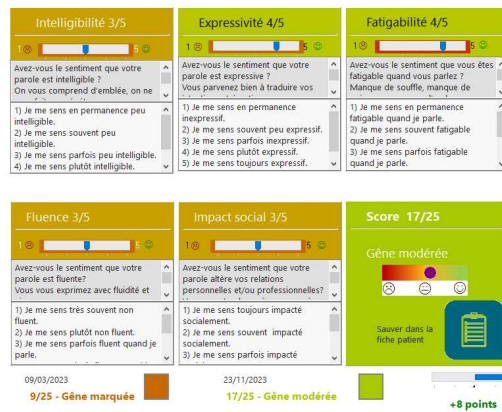 Intelligibilité 3/5
1 5
Avez-vous le sentiment que votre
parole est intelligible ?
On vous comprend d'emblée, on ne
1) Je me sens en permanence peu
intelligible.
2) Je me sens souvent peu
intelligible.
3) Je me sens parfois peu intelligible.
4) Je me sens plutôt intelligible.
Expressivité 4/5
1 5
Avez-vous le sentiment que votre
parole est expressive ?
Vous parvenez bien à traduire vos
1) Je me sens en permanence
inexpressif.
2) Je me sens souvent peu expressif.
3) Je me sens parfois inexpressif.
4) Je me sens plutôt expressif.
5) Je me sens toujours expressif.
Fatigabilité 4/5
1 5
Avez-vous le sentiment que vous êtes
fatigable quand vous parlez ?
Manque de souffle, manque de
1) Je me sens en permanence
fatigable quand je parle.
2) Je me sens souvent fatigable
quand je parle.
3) Je me sens parfois fatigable
quand je parle.
Fluence 3/5
1 5
Avez-vous le sentiment que votre
parole est fluente?
Vous vous exprimez avec fluidité et
1) Je me sens très souvent non
fluent.
2) Je me sens plutôt non fluent.
3) Je me sens parfois fluent quand je
parle.
Impact social 3/5
1 5
Avez-vous le sentiment que votre
parole altère vos relations
personnelles et/ou professionnelles?
1) Je me sens toujours impacté
socialement.
2) Je me sens souvent impacté
socialement.
3) Je me sens parfois impacté
Score 17/25
Gêne modérée
Sauver dans la
fiche patient
09/03/2023
9/25 - Gêne marquée
23/11/2023
17/25 - Gêne modérée
+8 points